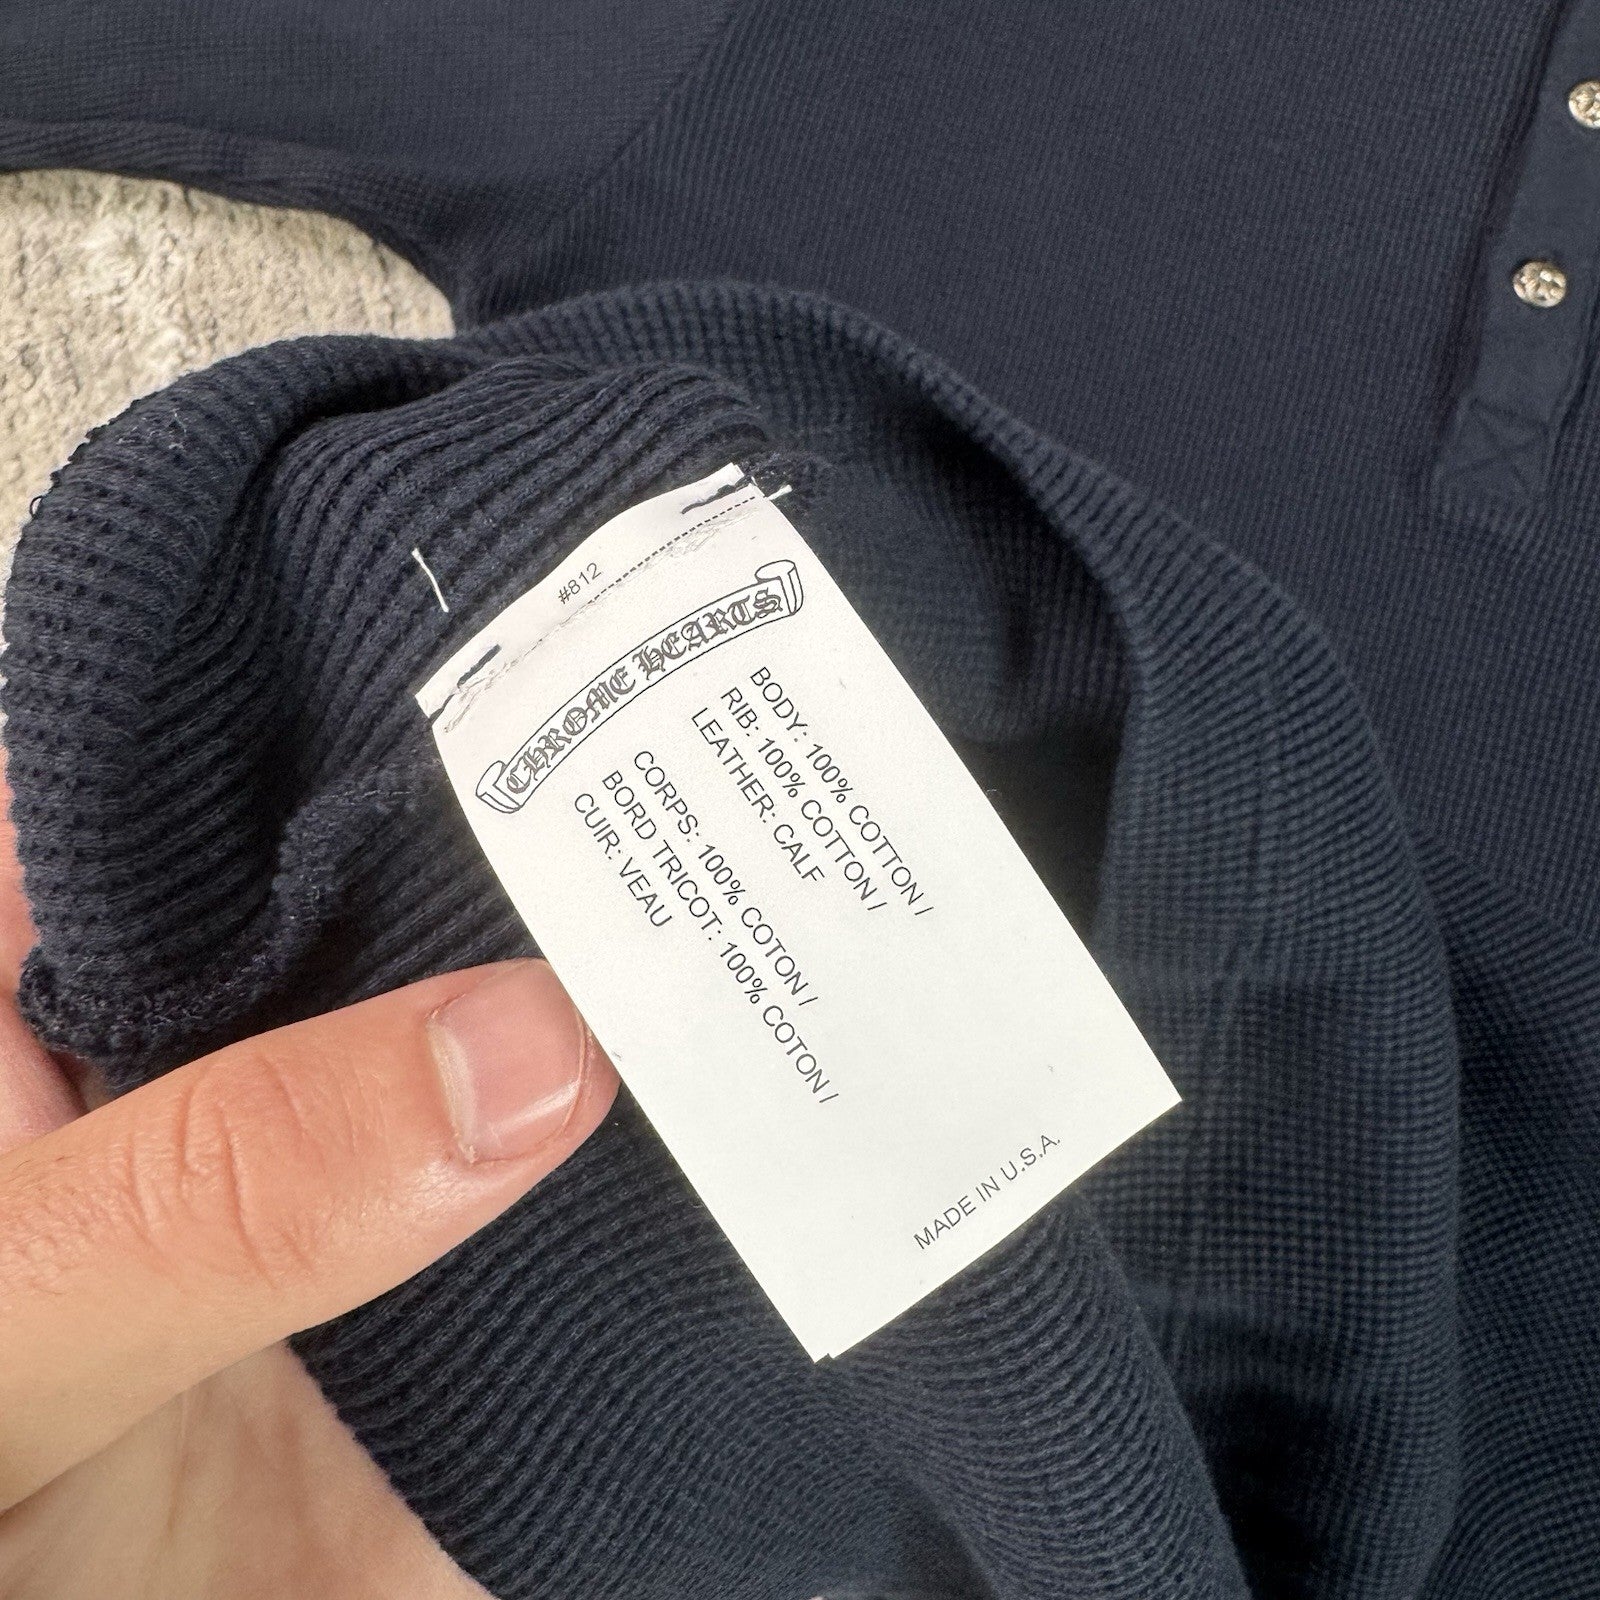 #812
CHROME HEARTS
BODY: 100% COTTON /
RIB: 100% COTTON /
LEATHER: CALF
CORPS: 100% COTON /
BORD TRICOT: 100% COTON /
CUIR: VEAU
MADE IN U.S.A.